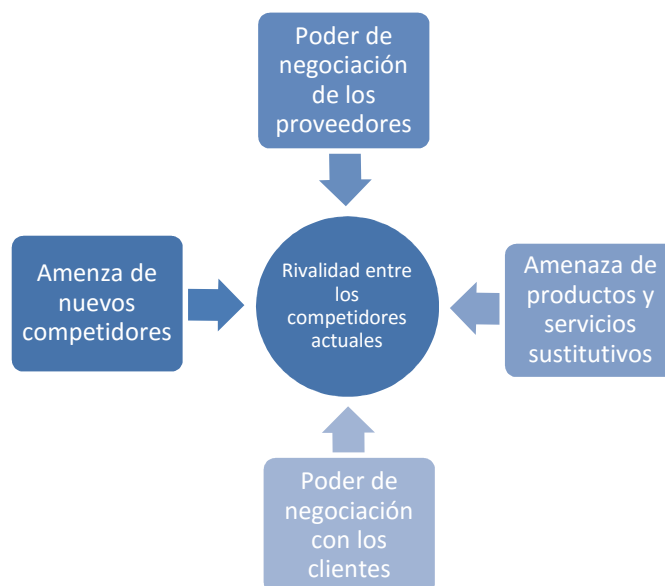 Poder de
negociación
de los
proveedores
Amenza de
nuevos
competidores
Rivalidad entre
los
competidores
actuales
Amenaza de
productos y
servicios
sustitutivos
Poder de
negociación
con los
clientes